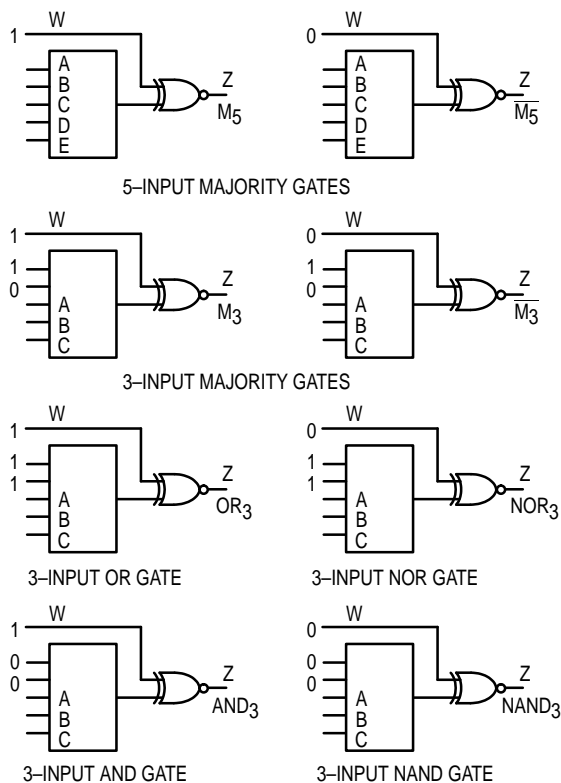 W W
1 0
A A
B Z B Z
C C
D M5 D M̅5̅
E E
5–INPUT MAJORITY GATES
W W
1 0
1 1
0 Z 0 Z
A A
B M3 B M̅3̅
C C
3–INPUT MAJORITY GATES
W W
1 0
1 1
1 Z 1 Z
A A
B OR3 B NOR3
C C
3–INPUT OR GATE 3–INPUT NOR GATE
W W
1 0
0 0
0 Z 0 Z
A A
B AND3 B NAND3
C C
3–INPUT AND GATE 3–INPUT NAND GATE